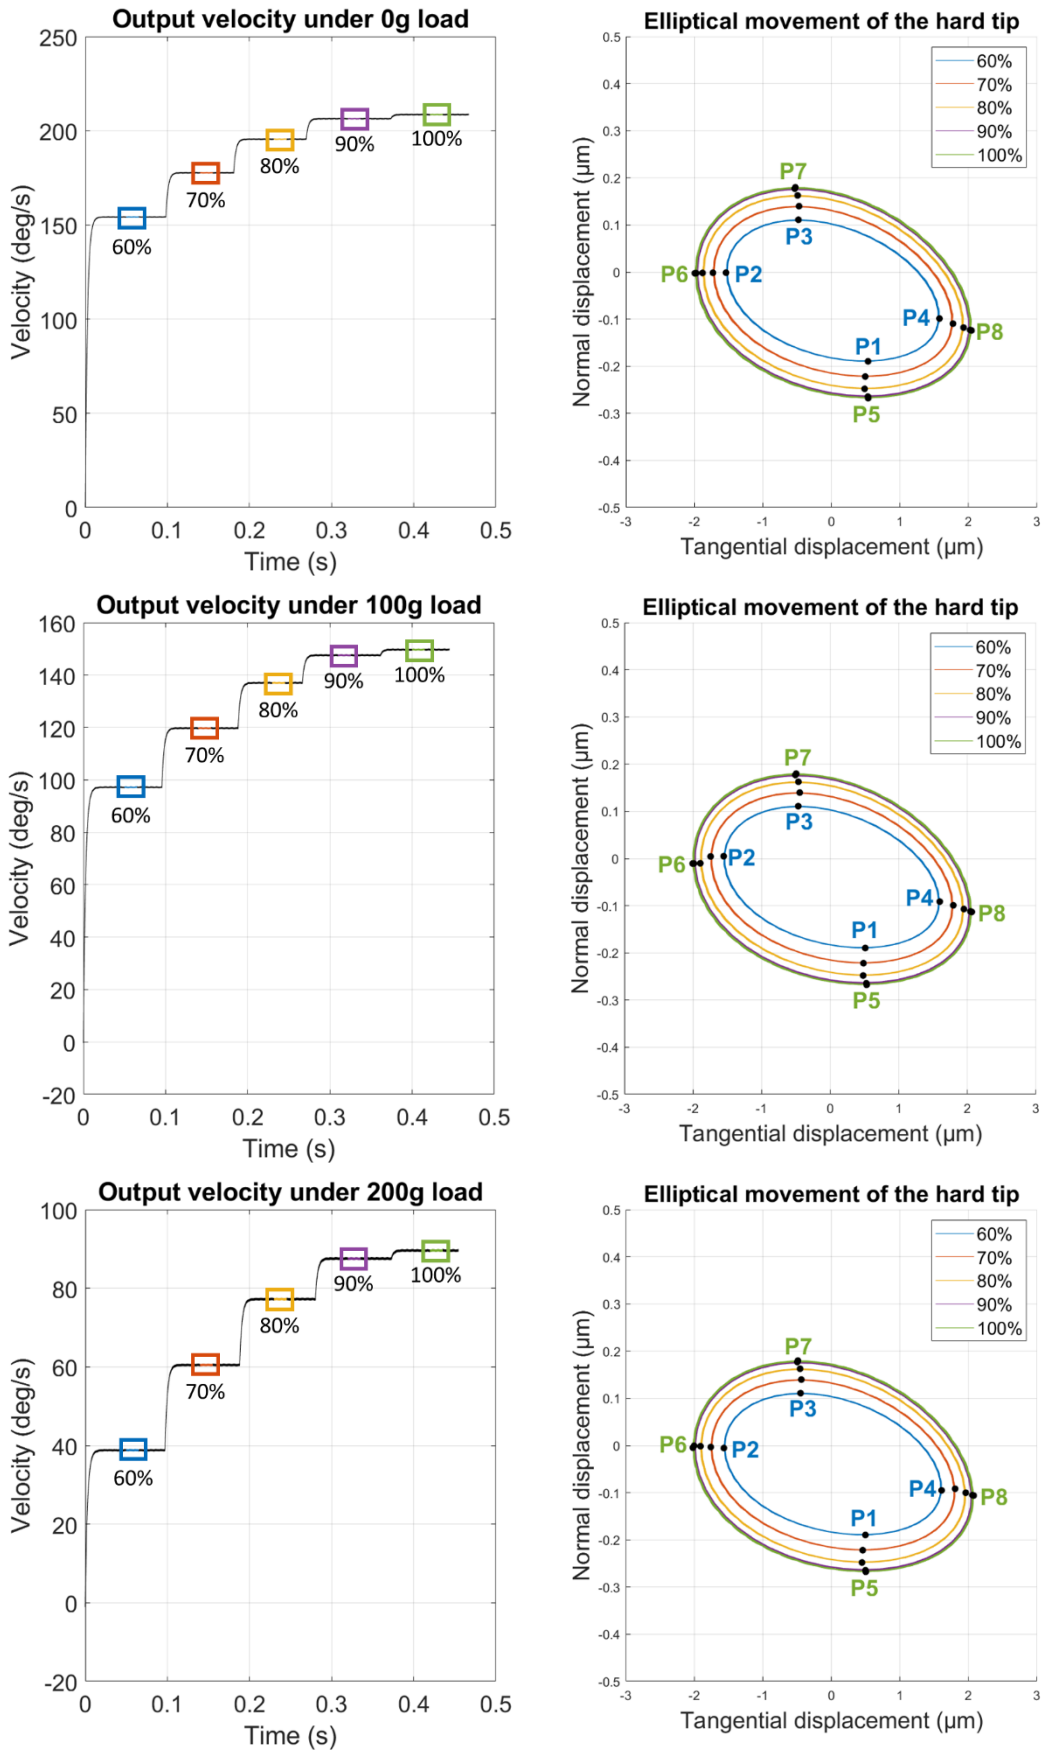 Output velocity under 0g load
250
200
150
100
50
0
Velocity (deg/s)
60%
70%
80%
90%
100%
0 0.1 0.2 0.3 0.4 0.5
Time (s)
Elliptical movement of the hard tip
0.5
0.4
0.3
0.2
0.1
0
-0.1
-0.2
-0.3
-0.4
-0.5
Normal displacement (µm)
60%
70%
80%
90%
100%
P7
P3
P6
P2
P4
P8
P1
P5
-3 -2 -1 0 1 2 3
Tangential displacement (µm)
Output velocity under 100g load
160
140
120
100
80
60
40
20
0
-20
Velocity (deg/s)
60%
70%
80%
90%
100%
0 0.1 0.2 0.3 0.4 0.5
Time (s)
Elliptical movement of the hard tip
0.5
0.4
0.3
0.2
0.1
0
-0.1
-0.2
-0.3
-0.4
-0.5
Normal displacement (µm)
60%
70%
80%
90%
100%
P7
P3
P6
P2
P4
P8
P1
P5
-3 -2 -1 0 1 2 3
Tangential displacement (µm)
Output velocity under 200g load
100
80
60
40
20
0
-20
Velocity (deg/s)
60%
70%
80%
90%
100%
0 0.1 0.2 0.3 0.4 0.5
Time (s)
Elliptical movement of the hard tip
0.5
0.4
0.3
0.2
0.1
0
-0.1
-0.2
-0.3
-0.4
-0.5
Normal displacement (µm)
60%
70%
80%
90%
100%
P7
P3
P6
P2
P4
P8
P1
P5
-3 -2 -1 0 1 2 3
Tangential displacement (µm)